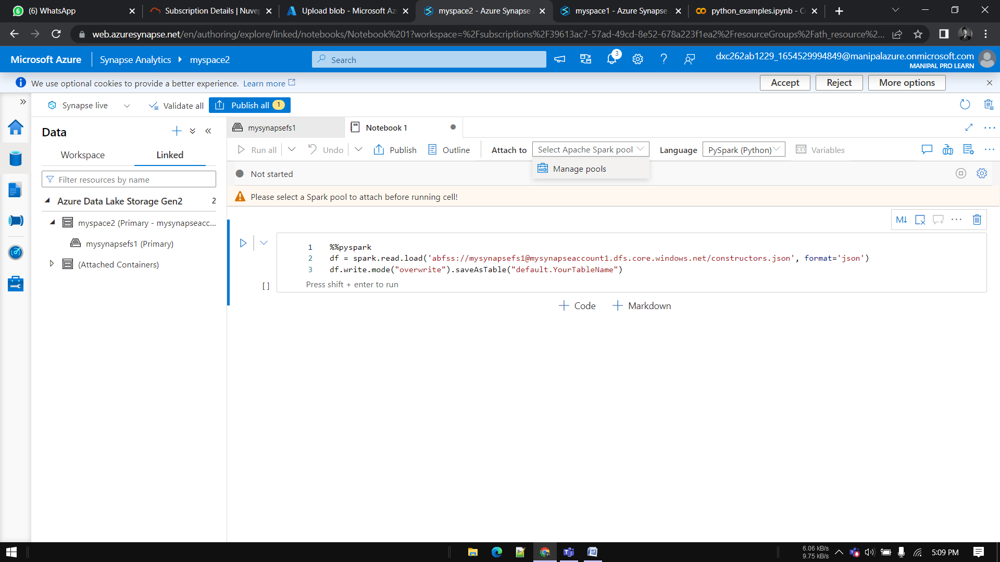 (6) WhatsApp
Subscription Details | Nuvep
Upload blob - Microsoft Az
myspace2 - Azure Synapse
myspace1 - Azure Synapse
python_examples.ipynb - C
web.azuresynapse.net/en/authoring/explore/linked/notebooks/Notebook%201?workspace=%2Fsubscriptions%2F39613ac7-57ad-49cd-8e52-678a223f1ea2%2FresourceGroups%2Fath_resource%2...
Microsoft Azure
Synapse Analytics
myspace2
Search
3
dxc262ab1229_1654529994849@manipalazure.onmicrosoft.com
MANIPAL PRO LEARN
We use optional cookies to provide a better experience. Learn more
Accept
Reject
More options
Synapse live
Validate all
Publish all 1
Data
Workspace
Linked
Filter resources by name
Azure Data Lake Storage Gen2 2
myspace2 (Primary - mysynapseacc...
mysynapsefs1 (Primary)
(Attached Containers)
mysynapsefs1
Notebook 1
Run all
Undo
Publish
Outline
Attach to
Select Apache Spark pool
Language
PySpark (Python)
Variables
Manage pools
Not started
Please select a Spark pool to attach before running cell!
M↓
1 %%pyspark
2 df = spark.read.load('abfss://mysynapsefs1@mysynapseaccount1.dfs.core.windows.net/constructors.json', format='json')
3 df.write.mode("overwrite").saveAsTable("default.YourTableName")
[ ]
Press shift + enter to run
Code
Markdown
6.06 kB/s
9.75 kB/s
5:09 PM